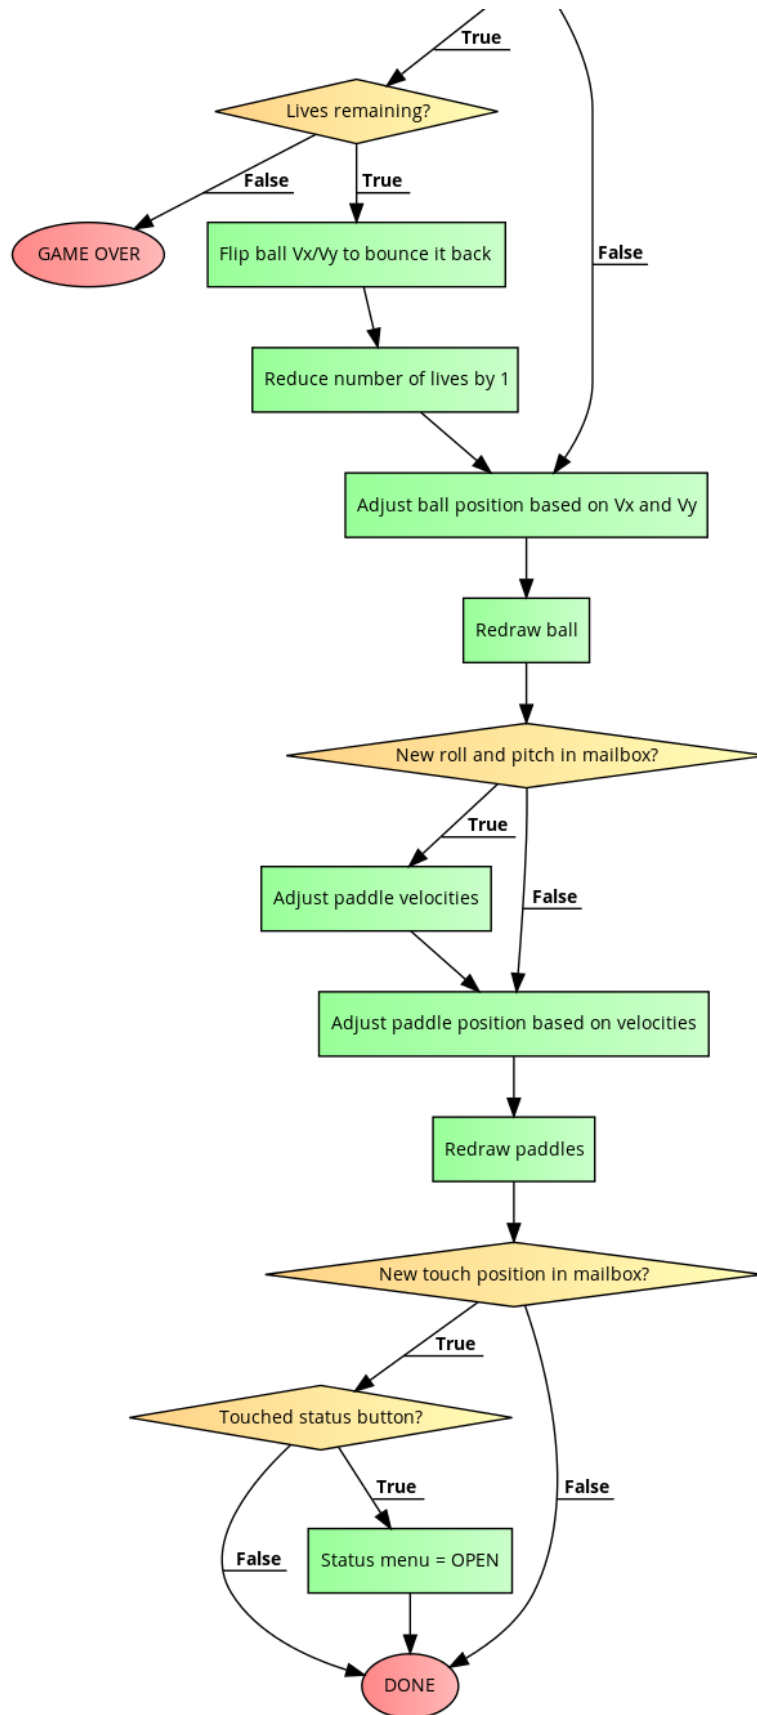 True
Lives remaining?
False
True
GAME OVER
Flip ball Vx/Vy to bounce it back
False
Reduce number of lives by 1
Adjust ball position based on Vx and Vy
Redraw ball
New roll and pitch in mailbox?
True
Adjust paddle velocities
False
Adjust paddle position based on velocities
Redraw paddles
New touch position in mailbox?
True
Touched status button?
True
False
Status menu = OPEN
False
DONE